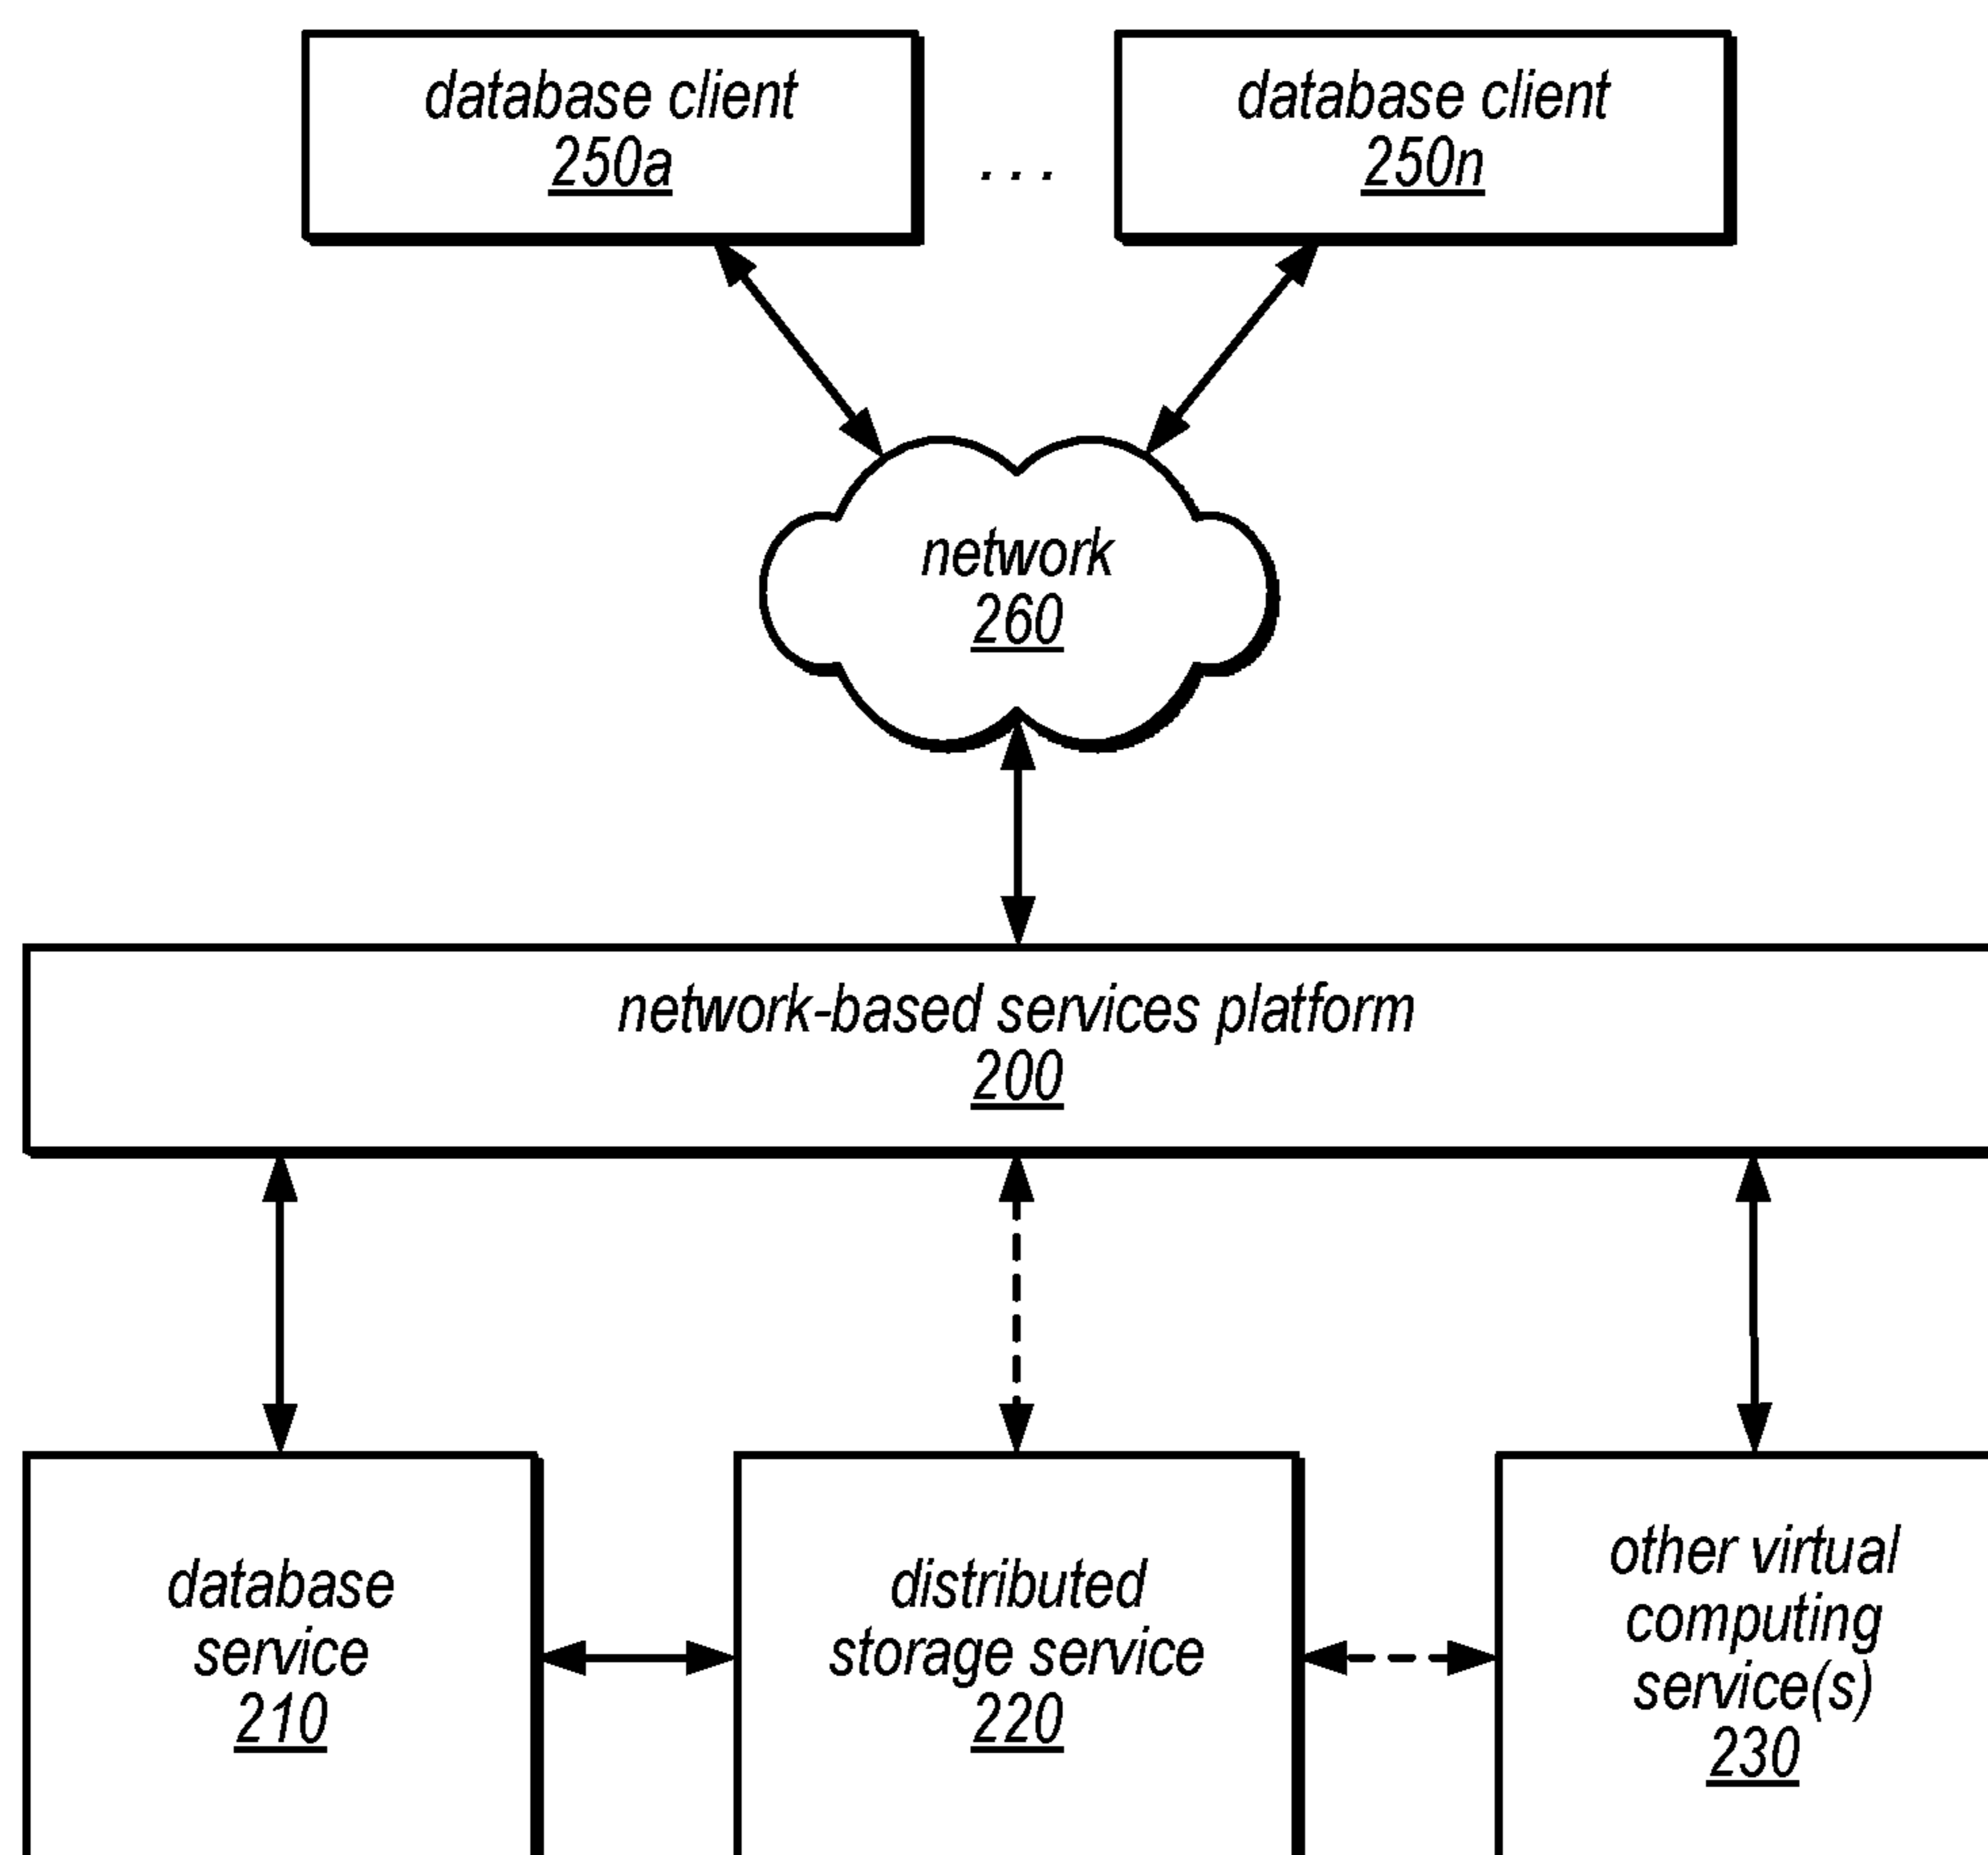 database client
250a
. . .
database client
250n
network
260
network-based services platform
200
database
service
210
distributed
storage service
220
other virtual
computing
service(s)
230